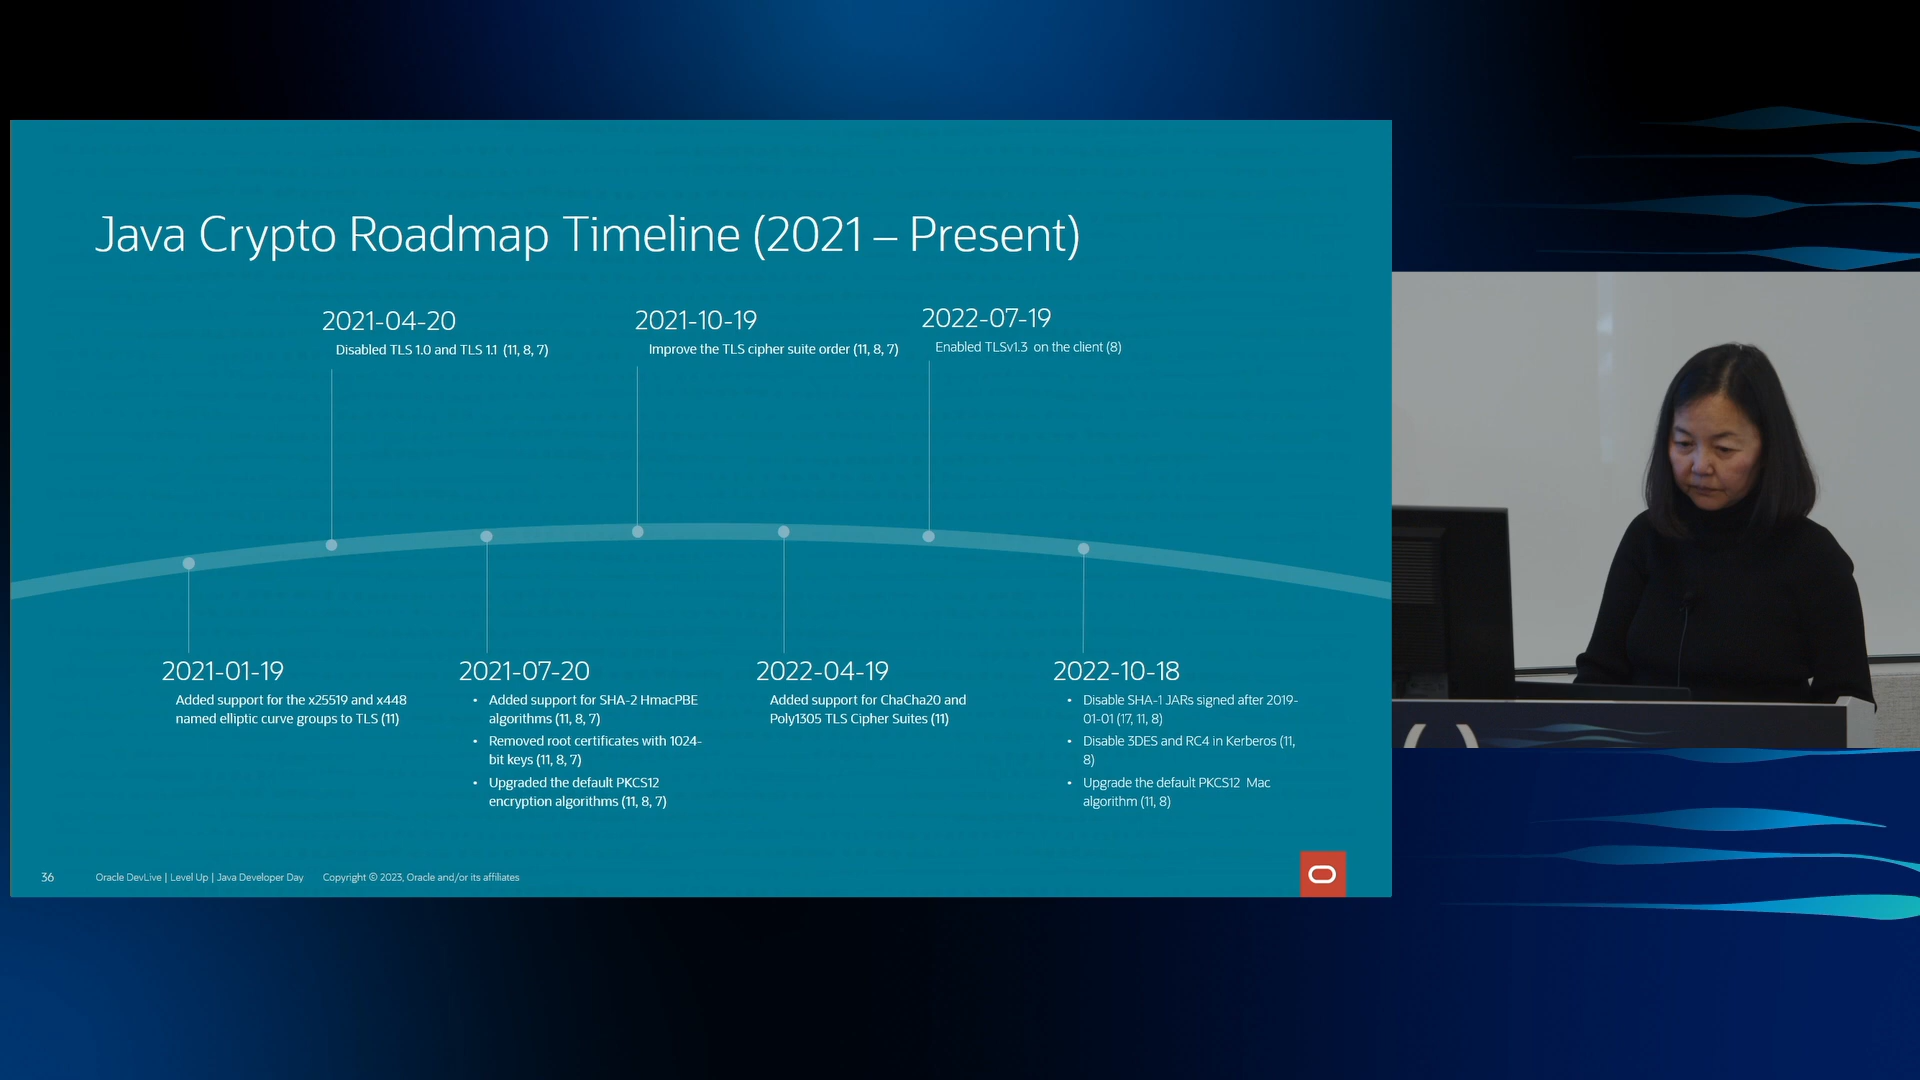 Java Crypto Roadmap Timeline (2021 – Present)
2021-04-20
Disabled TLS 1.0 and TLS 1.1 (11, 8, 7)
2021-10-19
Improve the TLS cipher suite order (11, 8, 7)
2022-07-19
Enabled TLSv1.3 on the client (8)
2021-01-19
Added support for the x25519 and x448
named elliptic curve groups to TLS (11)
2021-07-20
• Added support for SHA-2 HmacPBE
algorithms (11, 8, 7)
• Removed root certificates with 1024-
bit keys (11, 8, 7)
• Upgraded the default PKCS12
encryption algorithms (11, 8, 7)
2022-04-19
Added support for ChaCha20 and
Poly1305 TLS Cipher Suites (11)
2022-10-18
• Disable SHA-1 JARs signed after 2019-
01-01 (17, 11, 8)
• Disable 3DES and RC4 in Kerberos (11,
8)
• Upgrade the default PKCS12 Mac
algorithm (11, 8)
36
Oracle DevLive | Level Up | Java Developer Day
Copyright © 2023, Oracle and/or its affiliates